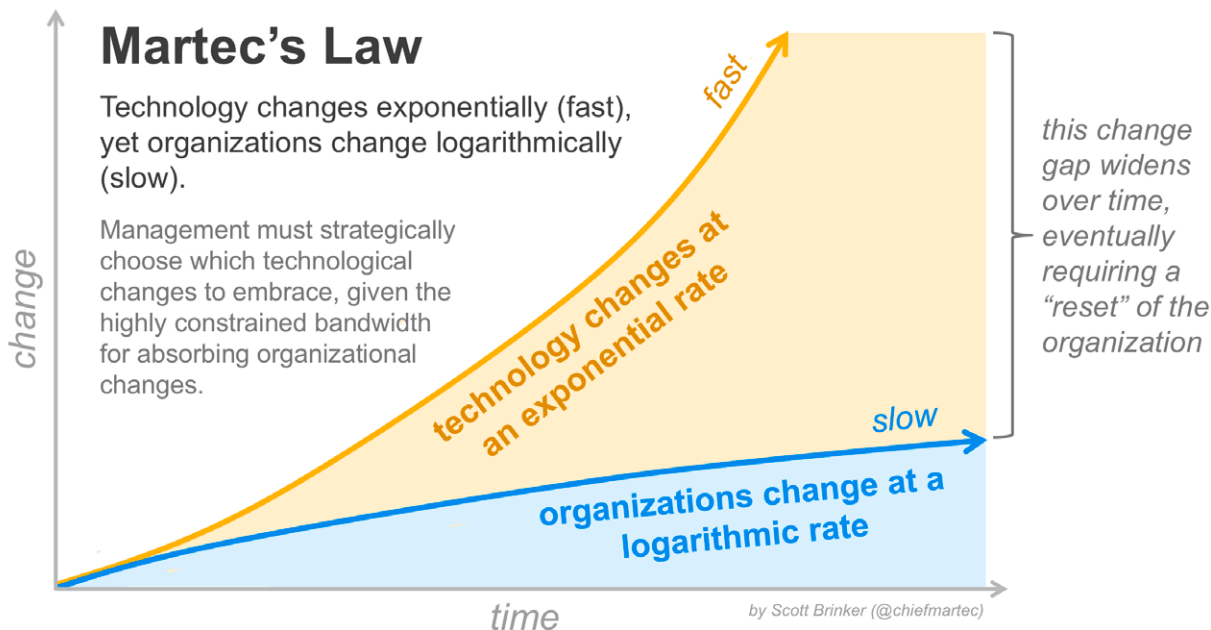 Martec’s Law
Technology changes exponentially (fast),
yet organizations change logarithmically
(slow).
Management must strategically
choose which technological
changes to embrace, given the
highly constrained bandwidth
for absorbing organizational
changes.
change
fast
technology changes at
an exponential rate
this change
gap widens
over time,
eventually
requiring a
“reset” of the
organization
slow
organizations change at a
logarithmic rate
time
by Scott Brinker (@chiefmartec)